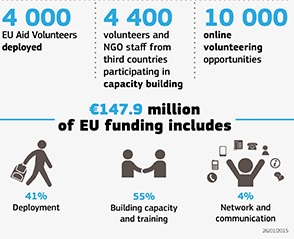 4 000
EU Aid Volunteers
deployed
4 400
volunteers and
NGO staff from
third countries
participating in
capacity building
10 000
online
volunteering
opportunities
€147.9 million
of EU funding includes
41%
Deployment
55%
Building capacity
and training
4%
Network and
communication
26/01/2015